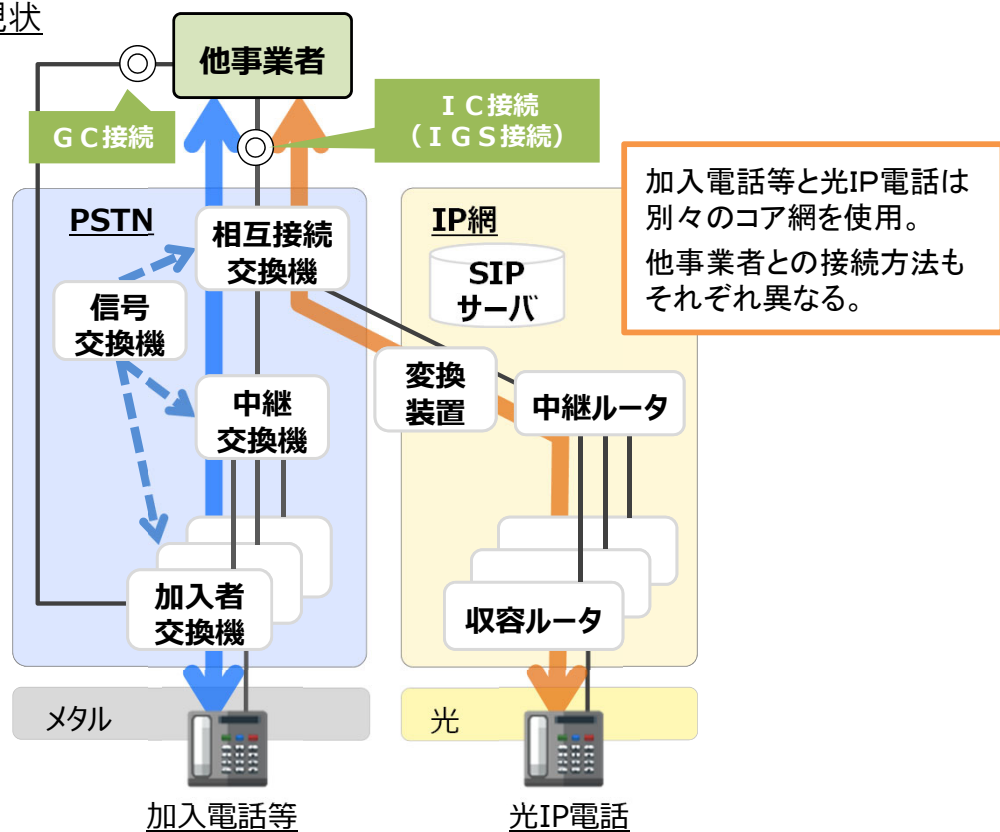 現状
他事業者
GC接続
IC接続
(IGS接続)
加入電話等と光IP電話は
別々のコア網を使用。
他事業者との接続方法も
それぞれ異なる。
PSTN
相互接続
交換機
信号
交換機
中継
交換機
加入者
交換機
IP網
SIP
サーバ
変換
装置
中継ルータ
収容ルータ
メタル
光
加入電話等
光IP電話